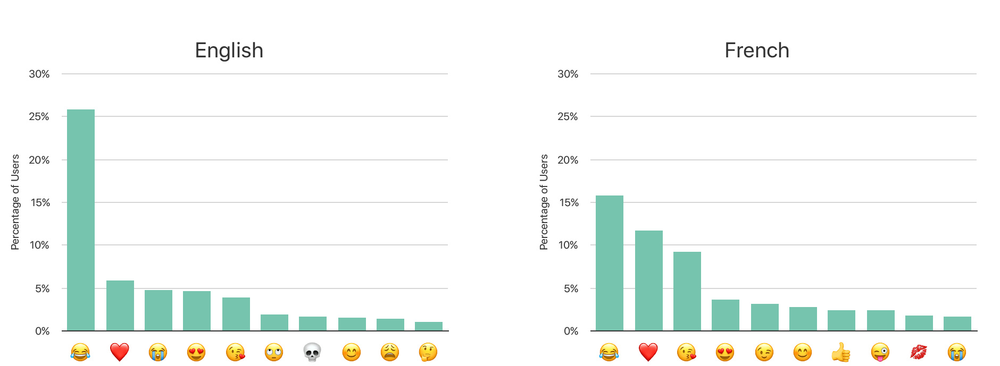 English
30%
25%
20%
15%
10%
5%
0%
Percentage of Users
😂 ❤️ 😭 😍 😘 🙄 💀 😊 😩 🤔
French
30%
25%
20%
15%
10%
5%
0%
Percentage of Users
😂 ❤️ 😘 😍 😉 😊 👍 😜 💋 😭